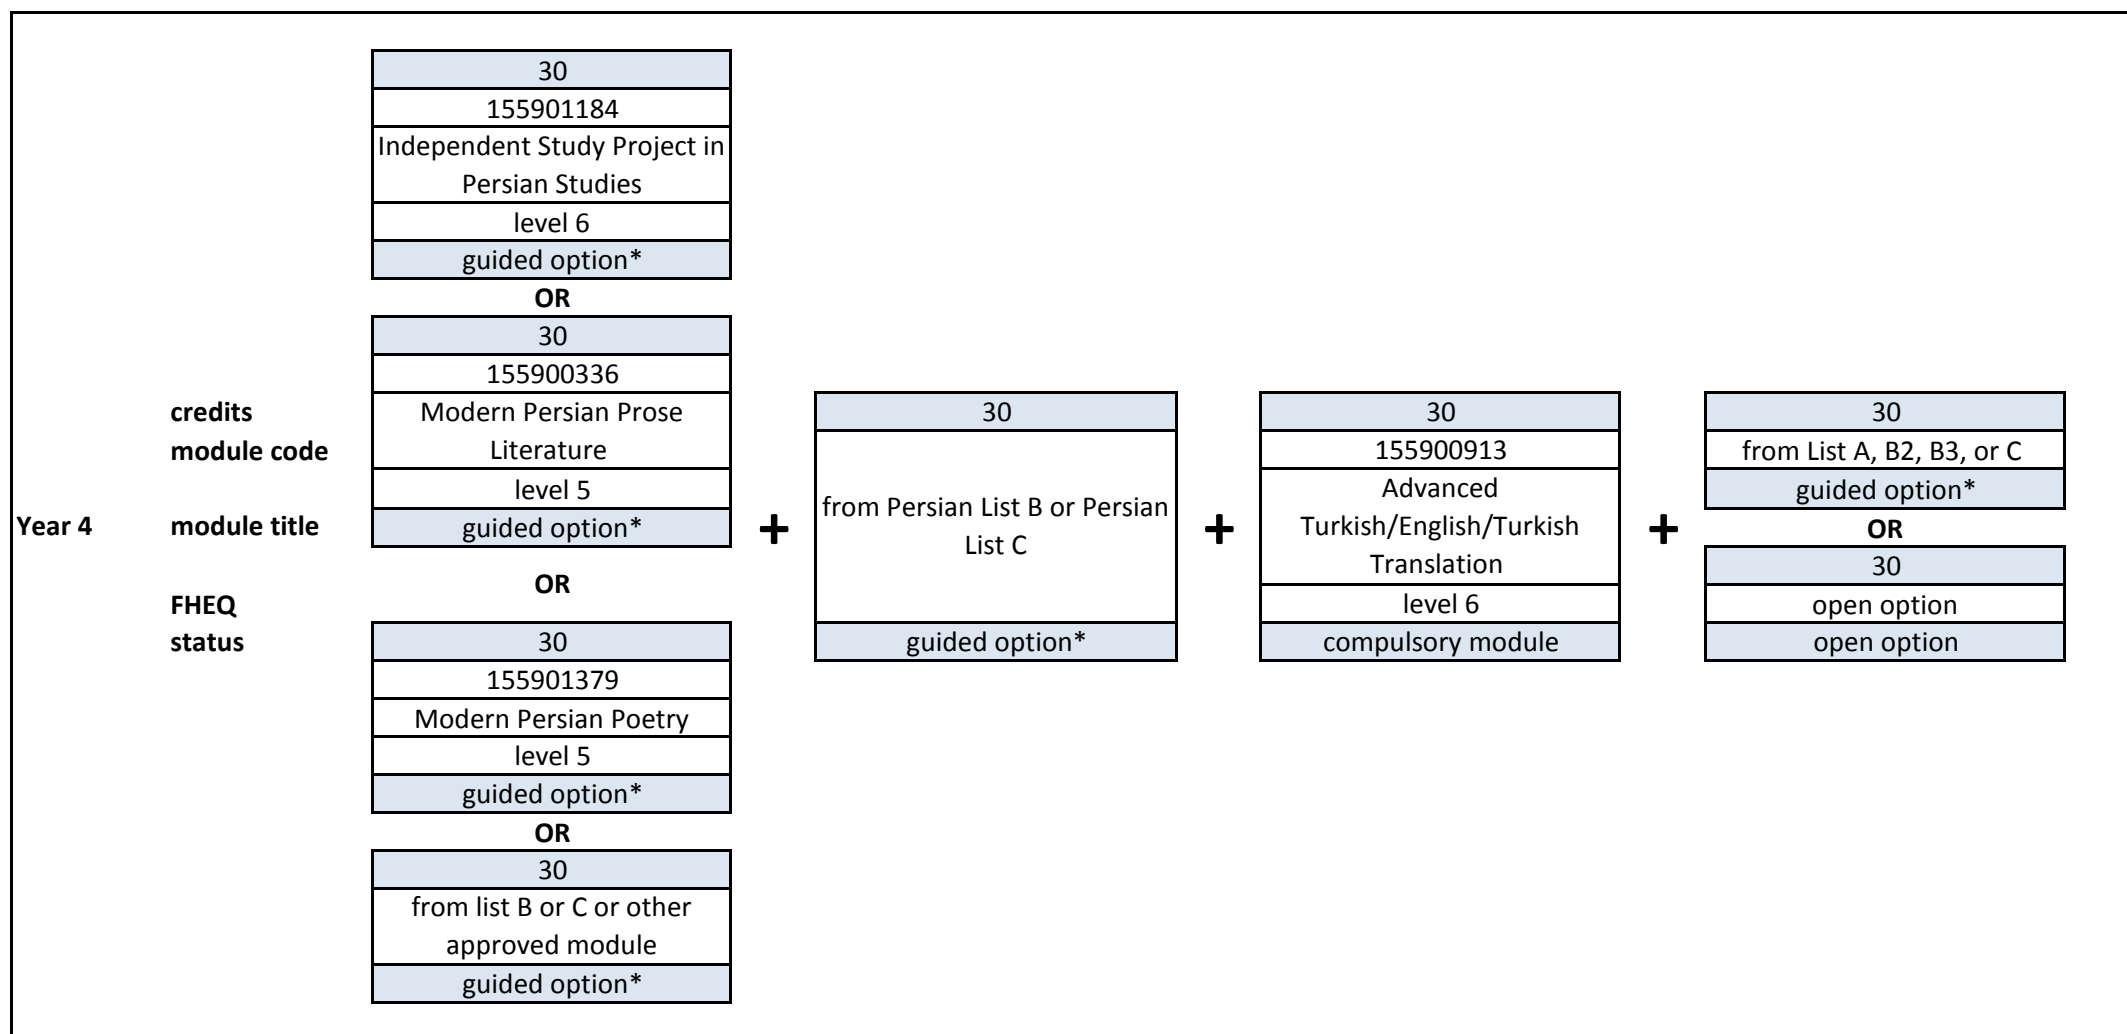 30
155901184
Independent Study Project in
Persian Studies
level 6
guided option*
OR
30
155900336
Modern Persian Prose
Literature
level 5
guided option*
OR
30
155901379
Modern Persian Poetry
level 5
guided option*
OR
30
from list B or C or other
approved module
guided option*
Year 4
credits
module code
module title
FHEQ
status
+
30
from Persian List B or Persian
List C
guided option*
+
30
155900913
Advanced
Turkish/English/Turkish
Translation
level 6
compulsory module
+
30
from List A, B2, B3, or C
guided option*
OR
30
open option
open option